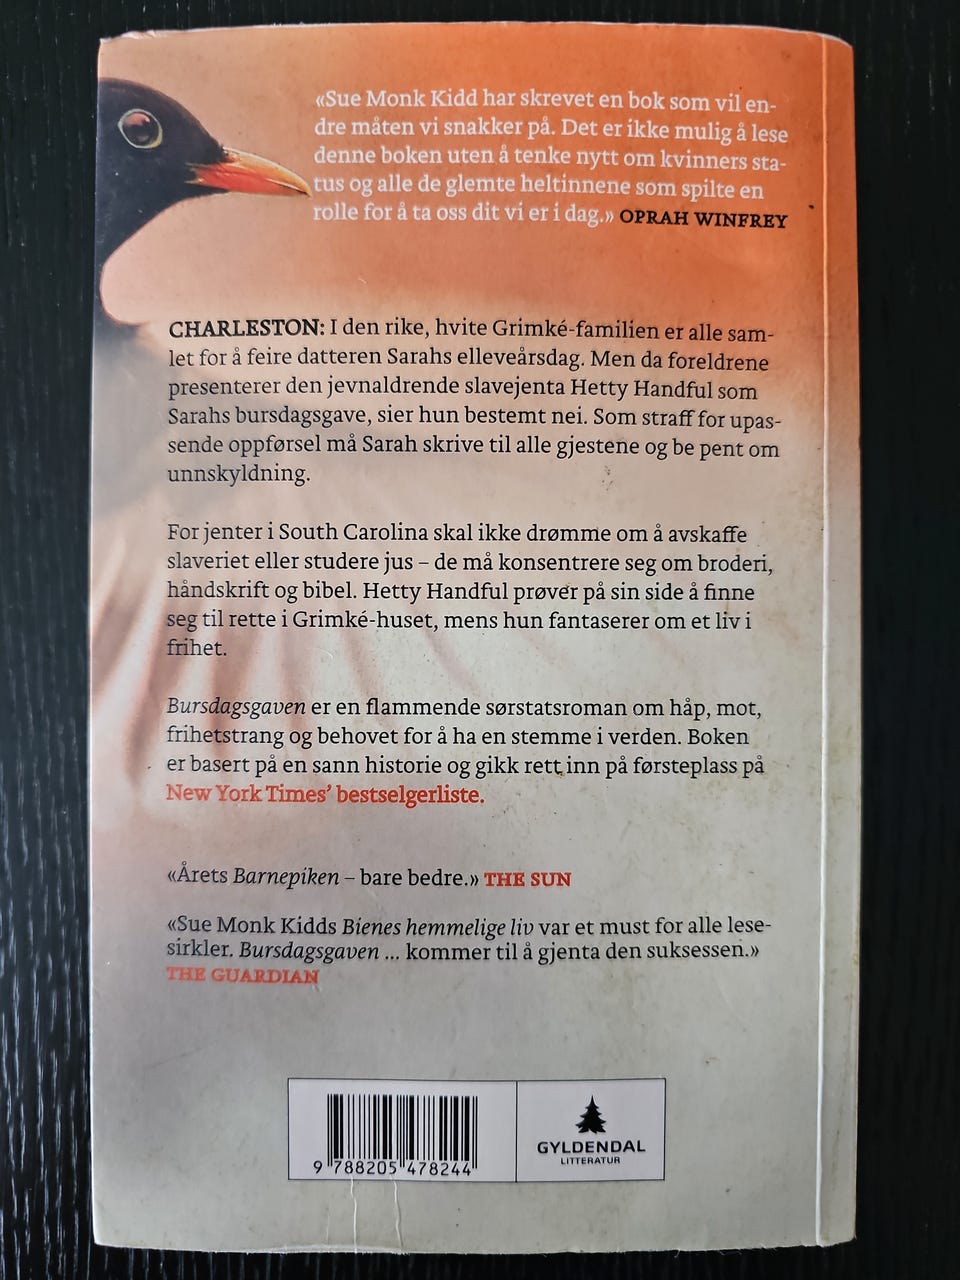 «Sue Monk Kidd har skrevet en bok som vil en-
dre måten vi snakker på. Det er ikke mulig å lese
denne boken uten å tenke nytt om kvinners sta-
tus og alle de glemte heltinnene som spilte en
rolle for å ta oss dit vi er i dag.» OPRAH WINFREY
CHARLESTON: I den rike, hvite Grimké-familien er alle sam-
let for å feire datteren Sarahs elleveårsdag. Men da foreldrene
presenterer den jevnaldrende slavejenta Hetty Handful som
Sarahs bursdagsgave, sier hun bestemt nei. Som straff for upas-
sende oppførsel må Sarah skrive til alle gjestene og be pent om
unnskyldning.
For jenter i South Carolina skal ikke drømme om å avskaffe
slaveriet eller studere jus – de må konsentrere seg om broderi,
håndskrift og bibel. Hetty Handful prøver på sin side å finne
seg til rette i Grimké-huset, mens hun fantaserer om et liv i
frihet.
Bursdagsgaven er en flammende sørstatsroman om håp, mot,
frihetstrang og behovet for å ha en stemme i verden. Boken
er basert på en sann historie og gikk rett inn på førsteplass på
New York Times' bestselgerliste.
«Årets Barnepiken – bare bedre.» THE SUN
«Sue Monk Kidds Bienes hemmelige liv var et must for alle lese-
sirkler. Bursdagsgaven ... kommer til å gjenta den suksessen.»
THE GUARDIAN
9 788205 478244
GYLDENDAL
LITTERATUR